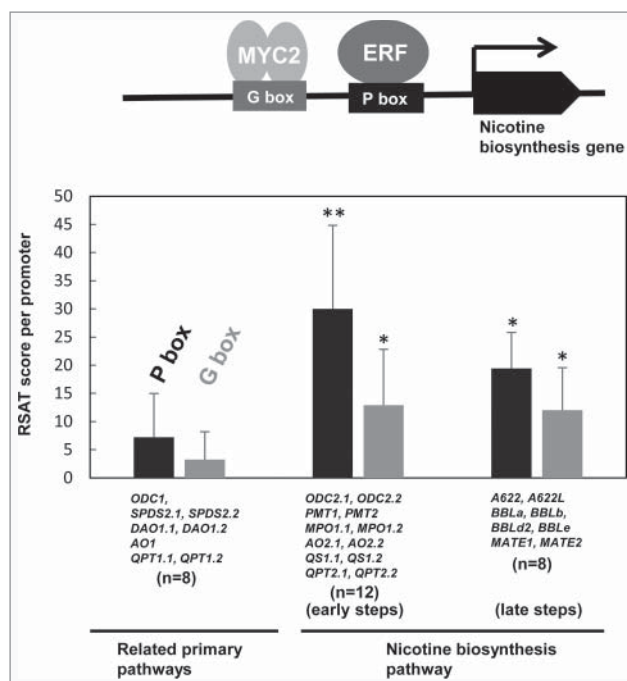 MYC2
ERF
G box
P box
Nicotine
biosynthesis gene
RSAT score per promoter
50
45
40
35
30
25
20
15
10
5
0
P box
G box
**
*
*
*
ODC1,
SPDS2.1, SPDS2.2
DAO1.1, DAO1.2
AO1
QPT1.1, QPT1.2
(n=8)
ODC2.1, ODC2.2
PMT1, PMT2
MPO1.1, MPO1.2
AO2.1, AO2.2
QS1.1, QS1.2
QPT2.1, QPT2.2
(n=12)
(early steps)
A622, A622L
BBLa, BBLb,
BBLd2, BBLe
MATE1, MATE2
(n=8)
(late steps)
Related primary
pathways
Nicotine biosynthesis
pathway